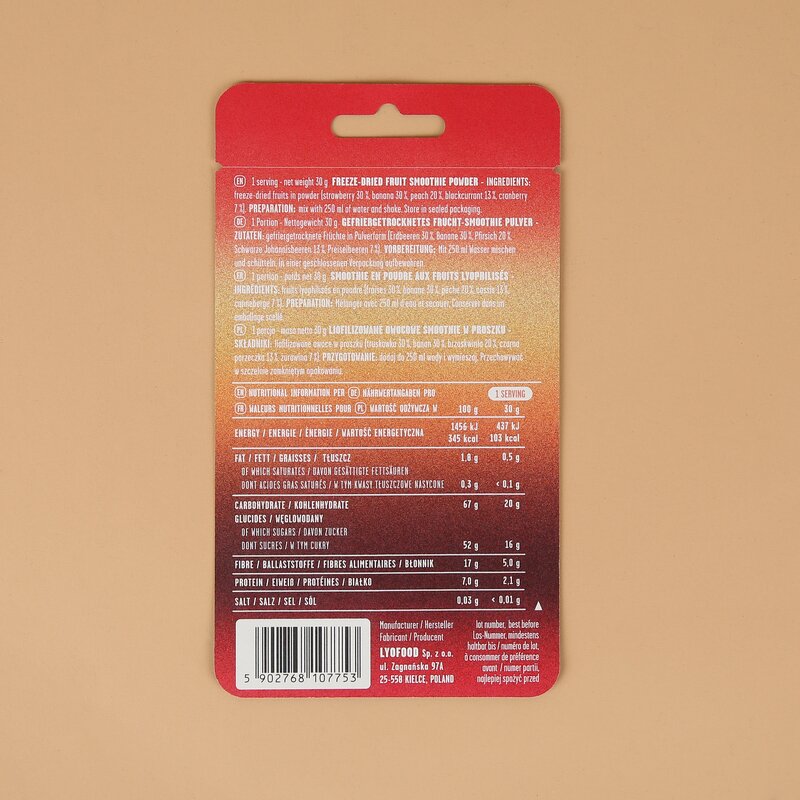 EN 1 serving - net weight 30 g FREEZE-DRIED FRUIT SMOOTHIE POWDER - INGREDIENTS:
freeze-dried fruits in powder (strawberry 30 %, banana 30 %, peach 20 %, blackcurrant 13 %, cranberry
7 %). PREPARATION: mix with 250 ml of water and shake. Store in sealed packaging.
DE 1 Portion - Nettogewicht 30 g GEFRIERGETROCKNETES FRUCHT-SMOOTHIE PULVER -
ZUTATEN: gefriergetrocknete Früchte in Pulverform (Erdbeeren 30 %, Banane 30 %, Pfirsich 20 %,
Schwarze Johannisbeeren 13 %, Preiselbeeren 7 %). VORBEREITUNG: Mit 250 ml Wasser mischen
und schütteln. In einer geschlossenen Verpackung aufbewahren.
FR 1 portion - poids net 30 g SMOOTHIE EN POUDRE AUX FRUITS LYOPHILISÉS -
INGRÉDIENTS: fruits lyophilisés en poudre (fraises 30 %, banane 30 %, pêche 20 %, cassis 13 %,
canneberge 7 %). PREPARATION: Mélanger avec 250 ml d'eau et secouer. Conserver dans un
emballage scellé.
PL 1 porcja - masa netto 30 g LIOFILIZOWANE OWOCOWE SMOOTHIE W PROSZKU -
SKŁADNIKI: liofilizowane owoce w proszku (truskawka 30 %, banan 30 %, brzoskwinia 20 %, czarna
porzeczka 13 %, żurawina 7 %). PRZYGOTOWANIE: dodaj do 250 ml wody i wymieszaj. Przechowywać
w szczelnie zamkniętym opakowaniu.
EN NUTRITIONAL INFORMATION PER DE NÄHRWERTANGABEN PRO 1 SERVING
FR VALEURS NUTRITIONNELLES POUR PL WARTOŚĆ ODŻYWCZA W 100 g 30 g
1456 kJ 437 kJ
ENERGY / ENERGIE / ÉNERGIE / WARTOŚĆ ENERGETYCZNA
345 kcal 103 kcal
FAT / FETT / GRAISSES / TŁUSZCZ 1,8 g 0,5 g
OF WHICH SATURATES / DAVON GESÄTTIGTE FETTSÄUREN
DONT ACIDES GRAS SATURÉS / W TYM KWASY TŁUSZCZOWE NASYCONE 0,3 g < 0,1 g
CARBOHYDRATE / KOHLENHYDRATE 67 g 20 g
GLUCIDES / WĘGLOWODANY
OF WHICH SUGARS / DAVON ZUCKER
DONT SUCRES / W TYM CUKRY 52 g 16 g
FIBRE / BALLASTSTOFFE / FIBRES ALIMENTAIRES / BŁONNIK 17 g 5,0 g
PROTEIN / EIWEIß / PROTÉINES / BIAŁKO 7,0 g 2,1 g
SALT / SALZ / SEL / SÓL 0,03 g < 0,01 g
5 902768 107753
Manufacturer / Hersteller
Fabricant / Producent
LYOFOOD Sp. z o.o.
ul. Zagnańska 97A
25-558 KIELCE, POLAND
lot number, best before
Los-Nummer, mindestens
haltbar bis / numéro de lot,
à consommer de préférence
avant / numer partii,
najlepiej spożyć przed